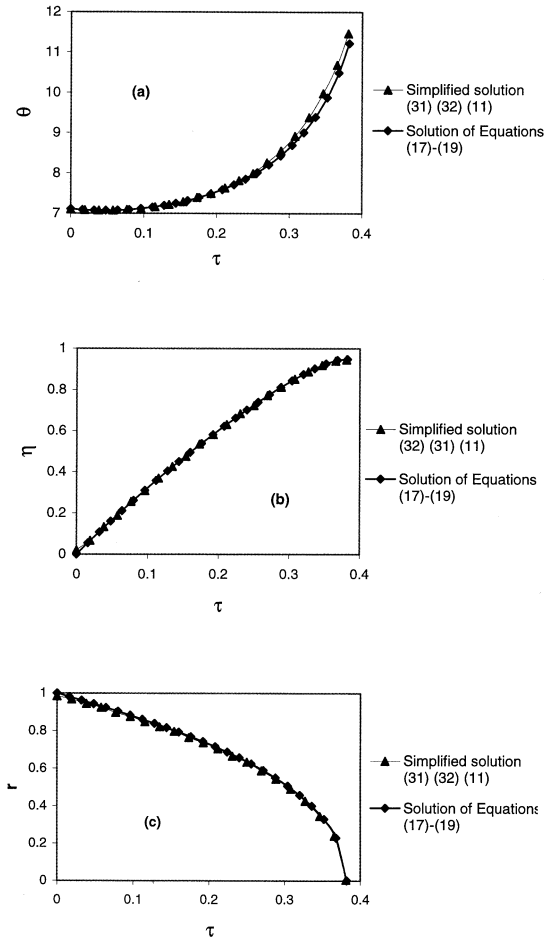 12
11
10
9
8
7
θ
(a)
0 0.1 0.2 0.3 0.4
τ
Simplified solution
(31) (32) (11)
Solution of Equations
(17)-(19)
1
0.8
0.6
0.4
0.2
0
η
(b)
0 0.1 0.2 0.3 0.4
τ
Simplified solution
(32) (31) (11)
Solution of Equations
(17)-(19)
1
0.8
0.6
0.4
0.2
0
r
(c)
0 0.1 0.2 0.3 0.4
τ
Simplified solution
(31) (32) (11)
Solution of Equations
(17)-(19)